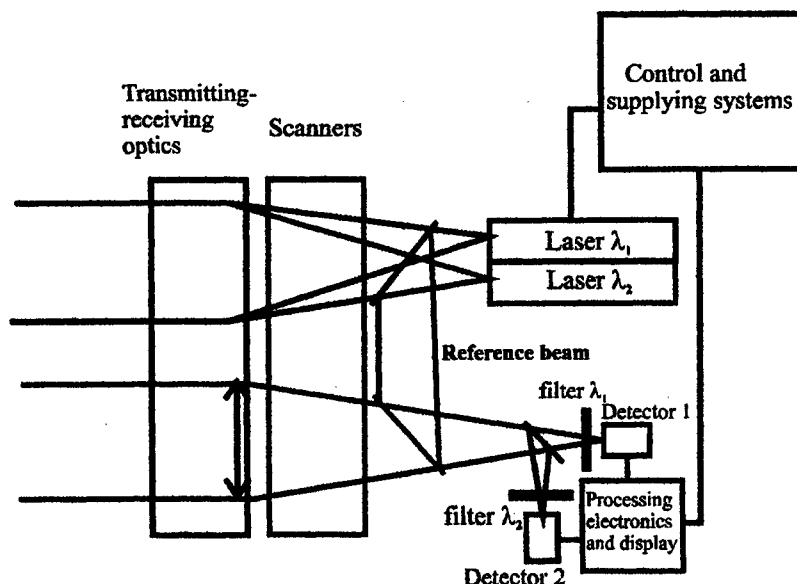 Transmitting-
receiving
optics
Scanners
Control and
supplying systems
Laser λ₁
Laser λ₂
Reference beam
filter λ₁
Detector 1
filter λ₂
Detector 2
Processing
electronics
and display